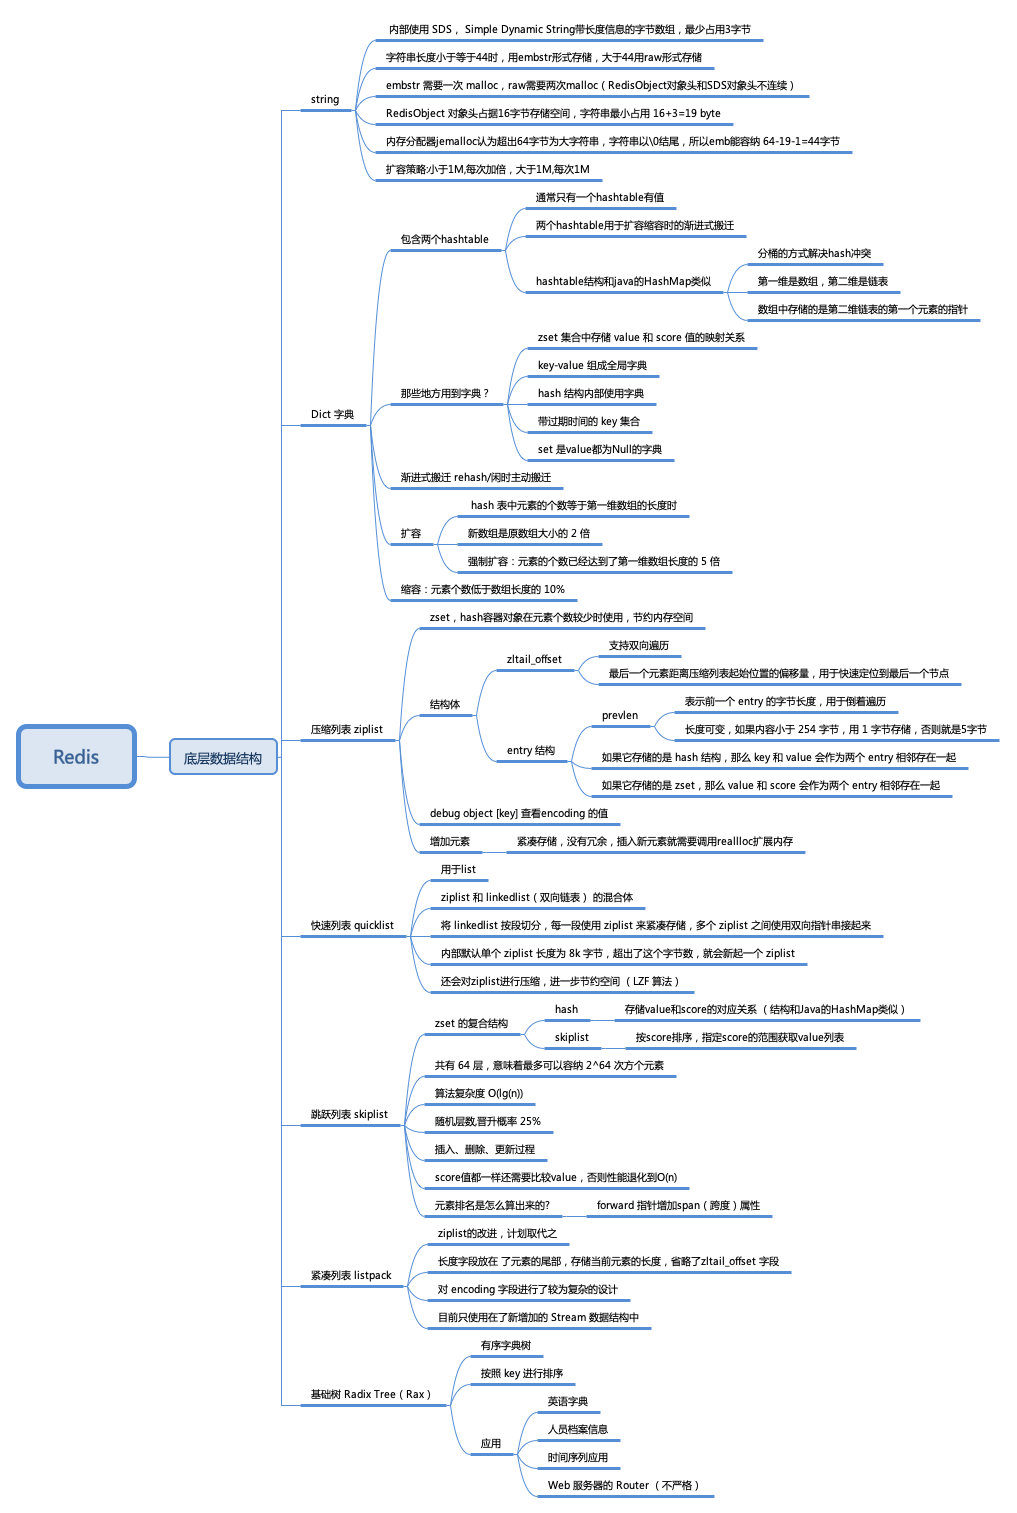 Redis
底层数据结构
string
内部使用 SDS， Simple Dynamic String带长度信息的字节数组，最少占用3字节
字符串长度小于等于44时，用embstr形式存储，大于44用raw形式存储
embstr 需要一次 malloc，raw需要两次malloc（RedisObject对象头和SDS对象头不连续）
RedisObject 对象头占据16字节存储空间，字符串最小占用 16+3=19 byte
内存分配器jemalloc认为超出64字节为大字符串，字符串以\0结尾，所以emb能容纳 64-19-1=44字节
扩容策略:小于1M,每次加倍，大于1M,每次1M
Dict 字典
包含两个hashtable
通常只有一个hashtable有值
两个hashtable用于扩容缩容时的渐进式搬迁
hashtable结构和java的HashMap类似
分桶的方式解决hash冲突
第一维是数组，第二维是链表
数组中存储的是第二维链表的第一个元素的指针
那些地方用到字典？
zset 集合中存储 value 和 score 值的映射关系
key-value 组成全局字典
hash 结构内部使用字典
带过期时间的 key 集合
set 是value都为Null的字典
渐进式搬迁 rehash/闲时主动搬迁
扩容
hash 表中元素的个数等于第一维数组的长度时
新数组是原数组大小的 2 倍
强制扩容：元素的个数已经达到了第一维数组长度的 5 倍
缩容：元素个数低于数组长度的 10%
压缩列表 ziplist
zset，hash容器对象在元素个数较少时使用，节约内存空间
结构体
zltail_offset
支持双向遍历
最后一个元素距离压缩列表起始位置的偏移量，用于快速定位到最后一个节点
entry 结构
prevlen
表示前一个 entry 的字节长度，用于倒着遍历
长度可变，如果内容小于 254 字节，用 1 字节存储，否则就是5字节
如果它存储的是 hash 结构，那么 key 和 value 会作为两个 entry 相邻存在一起
如果它存储的是 zset，那么 value 和 score 会作为两个 entry 相邻存在一起
debug object [key] 查看encoding 的值
增加元素
紧凑存储，没有冗余，插入新元素就需要调用reallloc扩展内存
快速列表 quicklist
用于list
ziplist 和 linkedlist（双向链表） 的混合体
将 linkedlist 按段切分，每一段使用 ziplist 来紧凑存储，多个 ziplist 之间使用双向指针串接起来
内部默认单个 ziplist 长度为 8k 字节，超出了这个字节数，就会新起一个 ziplist
还会对ziplist进行压缩，进一步节约空间 （LZF 算法）
跳跃列表 skiplist
zset 的复合结构
hash
存储value和score的对应关系 （结构和Java的HashMap类似）
skiplist
按score排序，指定score的范围获取value列表
共有 64 层，意味着最多可以容纳 2^64 次方个元素
算法复杂度 O(lg(n))
随机层数,晋升概率 25%
插入、删除、更新过程
score值都一样还需要比较value，否则性能退化到O(n)
元素排名是怎么算出来的?
forward 指针增加span（跨度）属性
紧凑列表 listpack
ziplist的改进，计划取代之
长度字段放在 了元素的尾部，存储当前元素的长度，省略了zltail_offset 字段
对 encoding 字段进行了较为复杂的设计
目前只使用在了新增加的 Stream 数据结构中
基础树 Radix Tree（Rax）
有序字典树
按照 key 进行排序
应用
英语字典
人员档案信息
时间序列应用
Web 服务器的 Router （不严格）